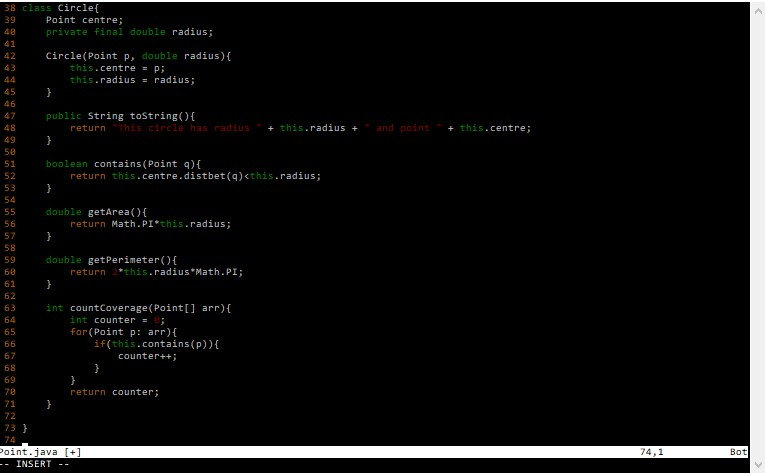 38 class Circle{
39     Point centre;
40     private final double radius;
41
42     Circle(Point p, double radius){
43         this.centre = p;
44         this.radius = radius;
45     }
46
47     public String toString(){
48         return "This circle has radius " + this.radius + " and point " + this.centre;
49     }
50
51     boolean contains(Point q){
52         return this.centre.distbet(q)<this.radius;
53     }
54
55     double getArea(){
56         return Math.PI*this.radius;
57     }
58
59     double getPerimeter(){
60         return 2*this.radius*Math.PI;
61     }
62
63     int countCoverage(Point[] arr){
64         int counter = 0;
65         for(Point p: arr){
66             if(this.contains(p)){
67                 counter++;
68             }
69         }
70         return counter;
71     }
72
73 }
74
Point.java [+] 74,1 Bot
-- INSERT --